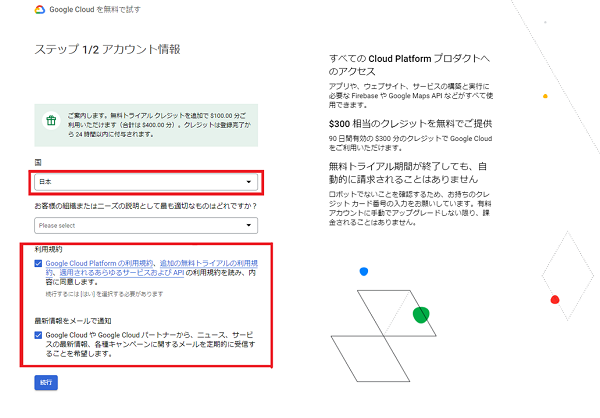 Google Cloud を無料で試す
ステップ 1/2 アカウント情報
ご案内します。無料トライアル クレジットを追加で $100.00 分ご
利用いただけます（合計は $400.00 分）。クレジットは登録完了か
ら 24 時間以内に付与されます。
国
日本
お客様の組織またはニーズの説明として最も適切なものはどれですか？
Please select
利用規約
Google Cloud Platform の利用規約、追加の無料トライアルの利用規
約、適用されるあらゆるサービスおよび API の利用規約を読み、内
容に同意します。
続行するには [はい] を選択する必要があります
最新情報をメールで通知
Google Cloud や Google Cloud パートナーから、ニュース、サービ
スの最新情報、各種キャンペーンに関するメールを定期的に受信す
ることを希望します。
続行
すべての Cloud Platform プロダクトへ
のアクセス
アプリや、ウェブサイト、サービスの構築と実行に
必要な Firebase や Google Maps API などがすべて使
用できます。
$300 相当のクレジットを無料でご提供
90 日間有効の $300 分のクレジットで Google Cloud
をご利用いただけます。
無料トライアル期間が終了しても、自
動的に請求されることはありません
ロボットでないことを確認するため、お持ちのクレ
ジット カード番号の入力をお願いしています。有料
アカウントに手動でアップグレードしない限り、課
金されることはありません。